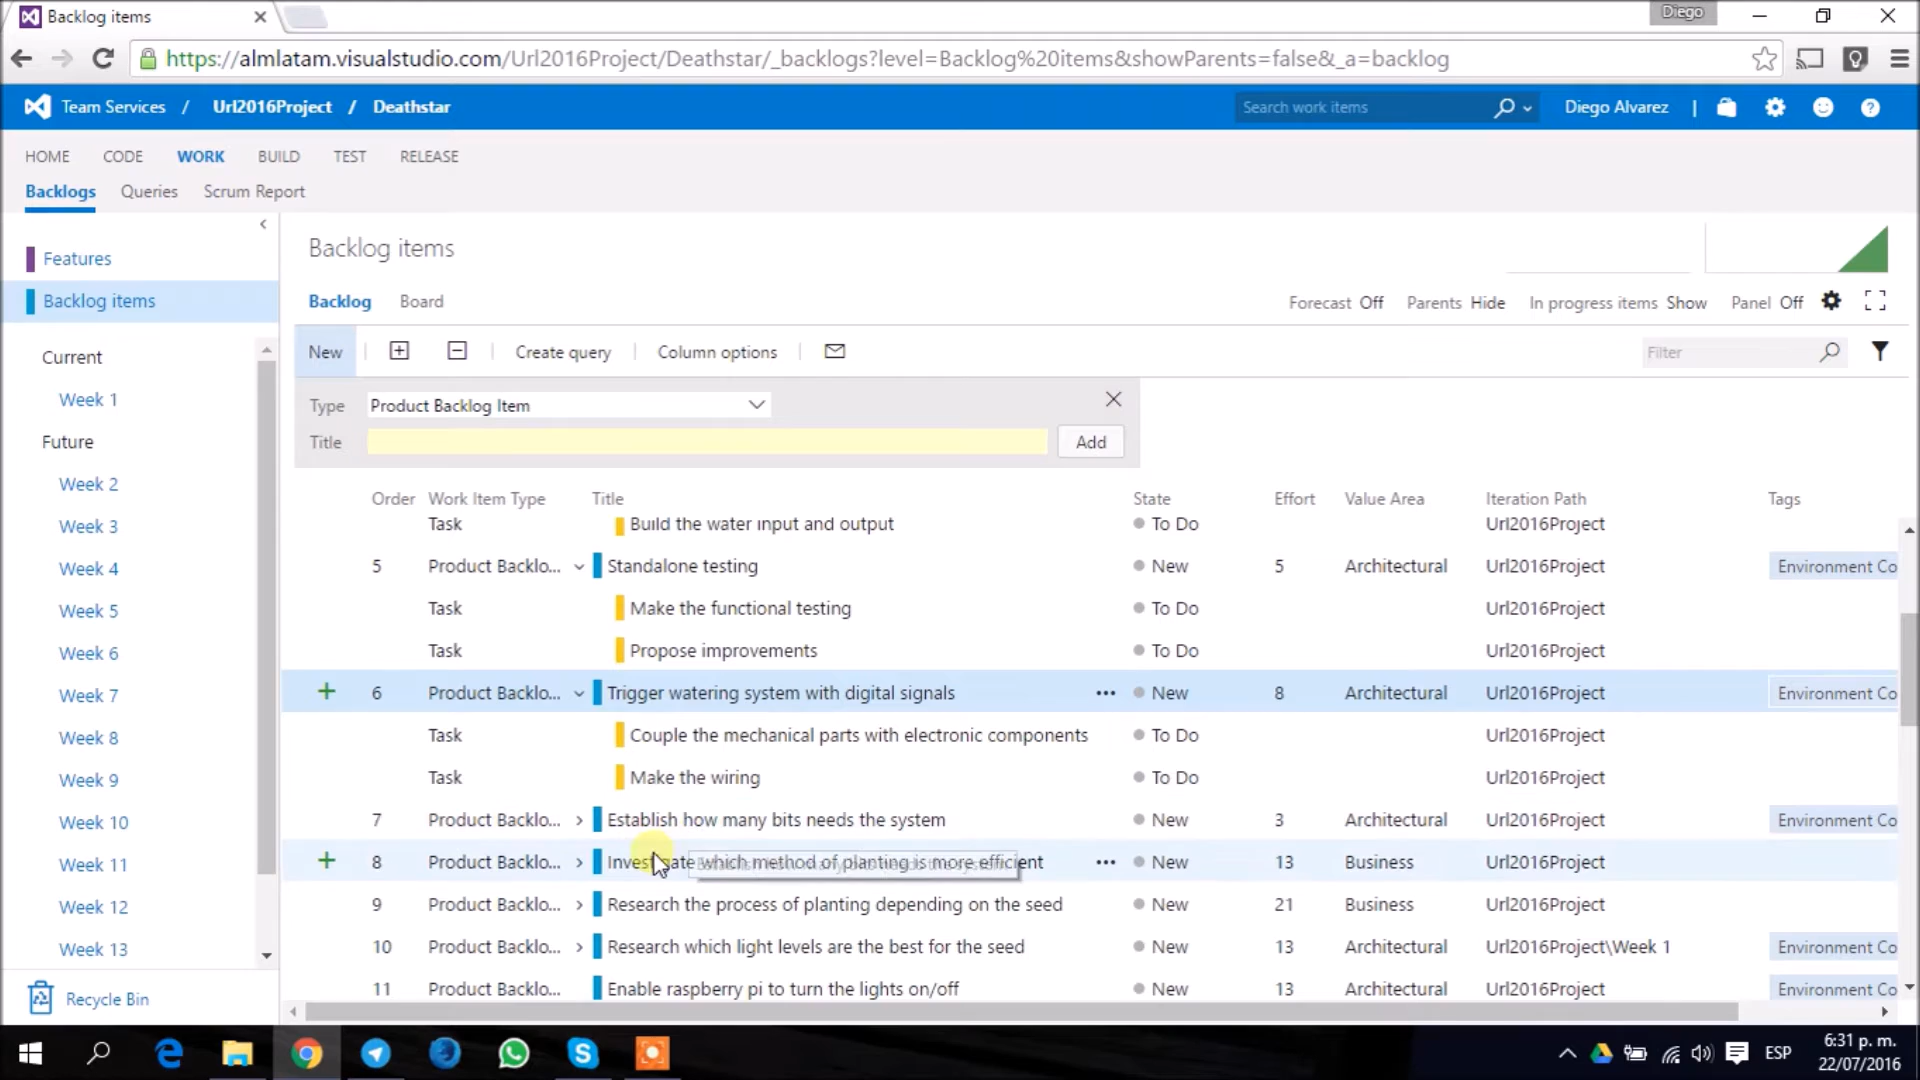 Backlog items
Diego
https://almlatam.visualstudio.com/Url2016Project/Deathstar/_backlogs?level=Backlog%20items&showParents=false&_a=backlog
Team Services / Url2016Project / Deathstar
Search work items
Diego Alvarez |
HOME CODE WORK BUILD TEST RELEASE
Backlogs Queries Scrum Report
Features
Backlog items
Current
Week 1
Future
Week 2
Week 3
Week 4
Week 5
Week 6
Week 7
Week 8
Week 9
Week 10
Week 11
Week 12
Week 13
Recycle Bin
Backlog items
Backlog Board
Forecast Off Parents Hide In progress items Show Panel Off
New Create query Column options
Filter
Type Product Backlog Item
Title Add
Order Work Item Type Title State Effort Value Area Iteration Path Tags
Task Build the water input and output To Do Url2016Project
5 Product Backlo... Standalone testing New 5 Architectural Url2016Project Environment Co
Task Make the functional testing To Do Url2016Project
Task Propose improvements To Do Url2016Project
6 Product Backlo... Trigger watering system with digital signals ... New 8 Architectural Url2016Project Environment Co
Task Couple the mechanical parts with electronic components To Do Url2016Project
Task Make the wiring To Do Url2016Project
7 Product Backlo... Establish how many bits needs the system New 3 Architectural Url2016Project Environment Co
8 Product Backlo... Investigate which method of planting is more efficient ... New 13 Business Url2016Project
9 Product Backlo... Research the process of planting depending on the seed New 21 Business Url2016Project
10 Product Backlo... Research which light levels are the best for the seed New 13 Architectural Url2016Project\Week 1 Environment Co
11 Product Backlo... Enable raspberry pi to turn the lights on/off New 13 Architectural Url2016Project Environment Co
ESP
6:31 p. m.
22/07/2016